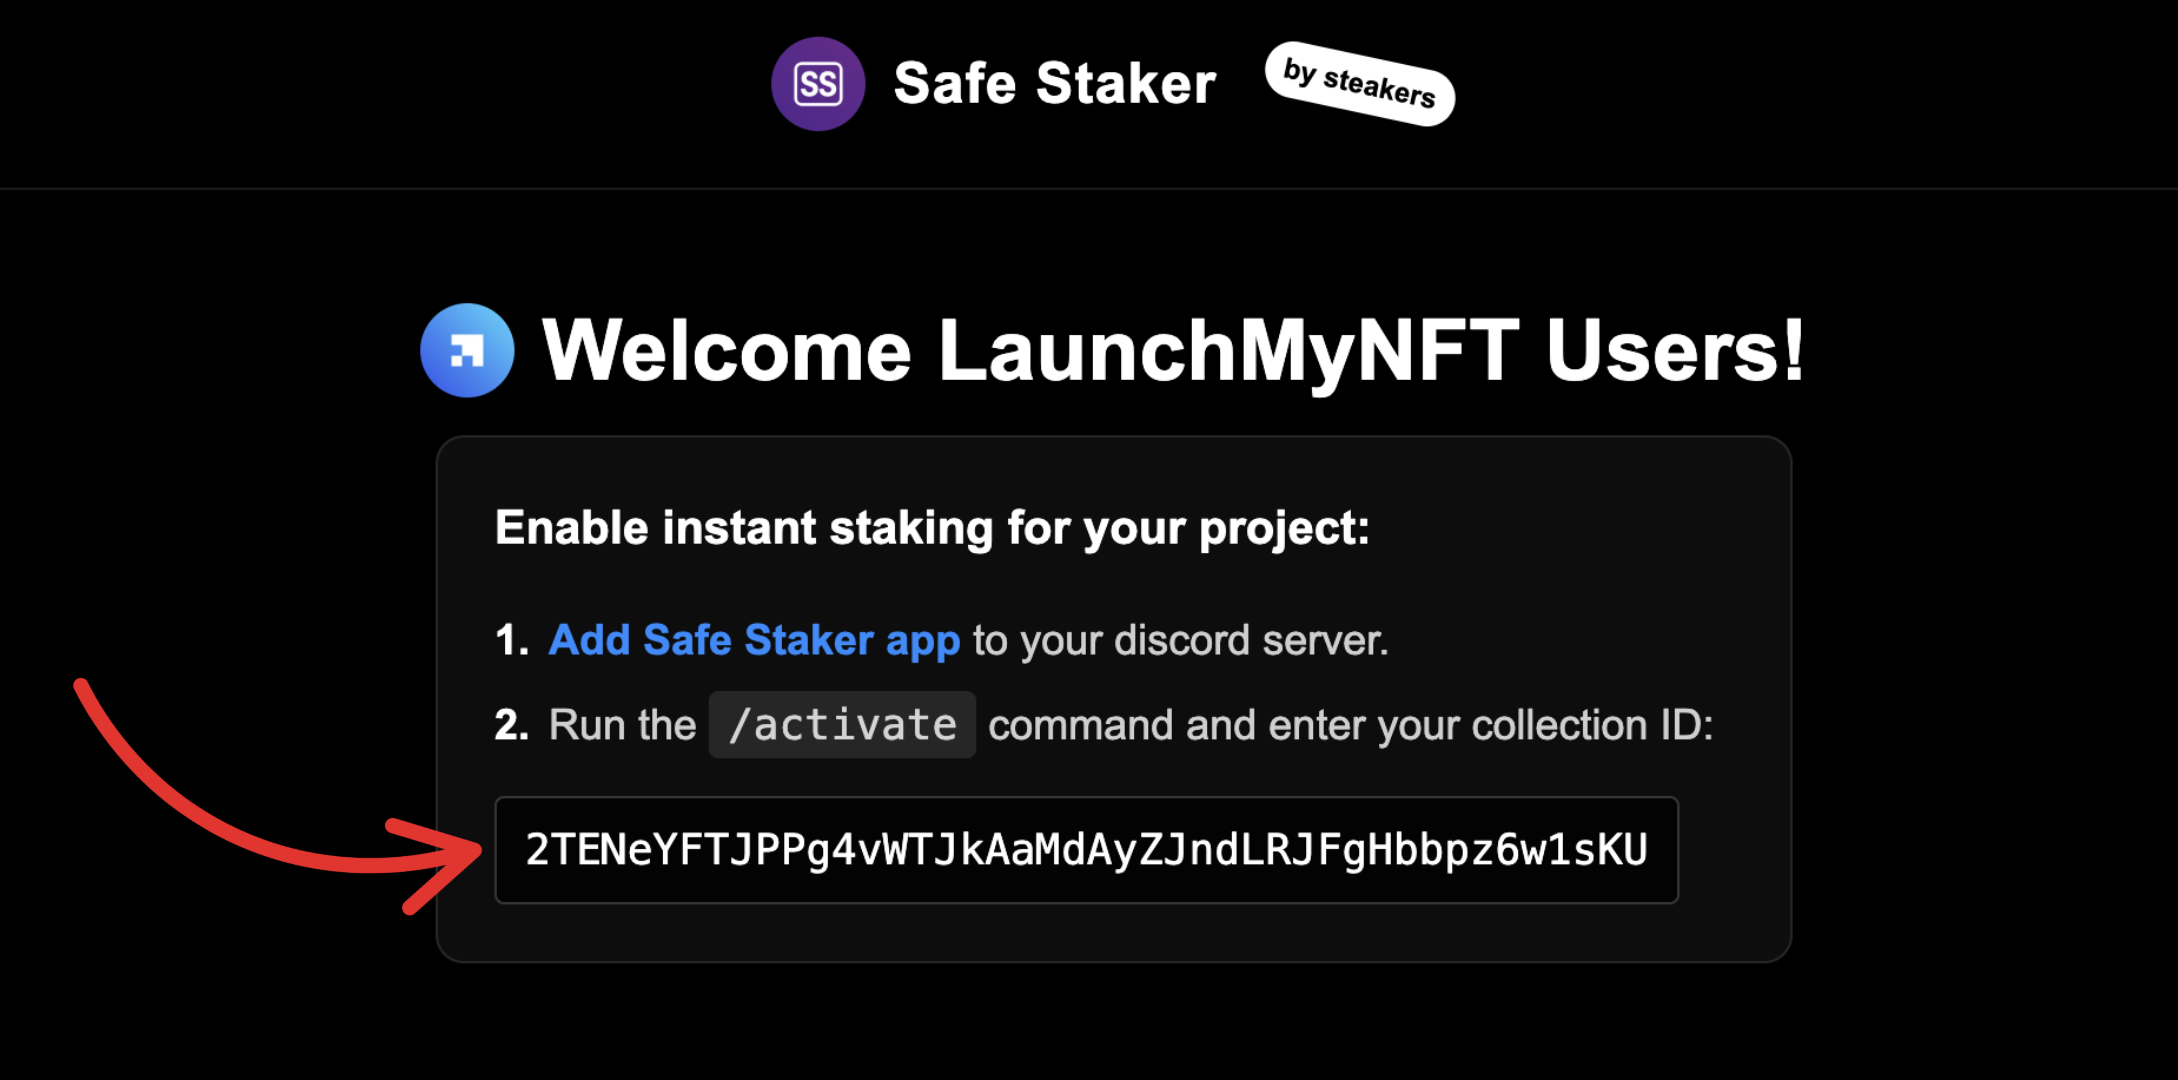 SS
Safe Staker
by steakers
Welcome LaunchMyNFT Users!
Enable instant staking for your project:
1. Add Safe Staker app to your discord server.
2. Run the /activate command and enter your collection ID:
2TENeYFTJPPg4vWTJkAaMdAyZJndLRJFgHbbpz6w1sKU